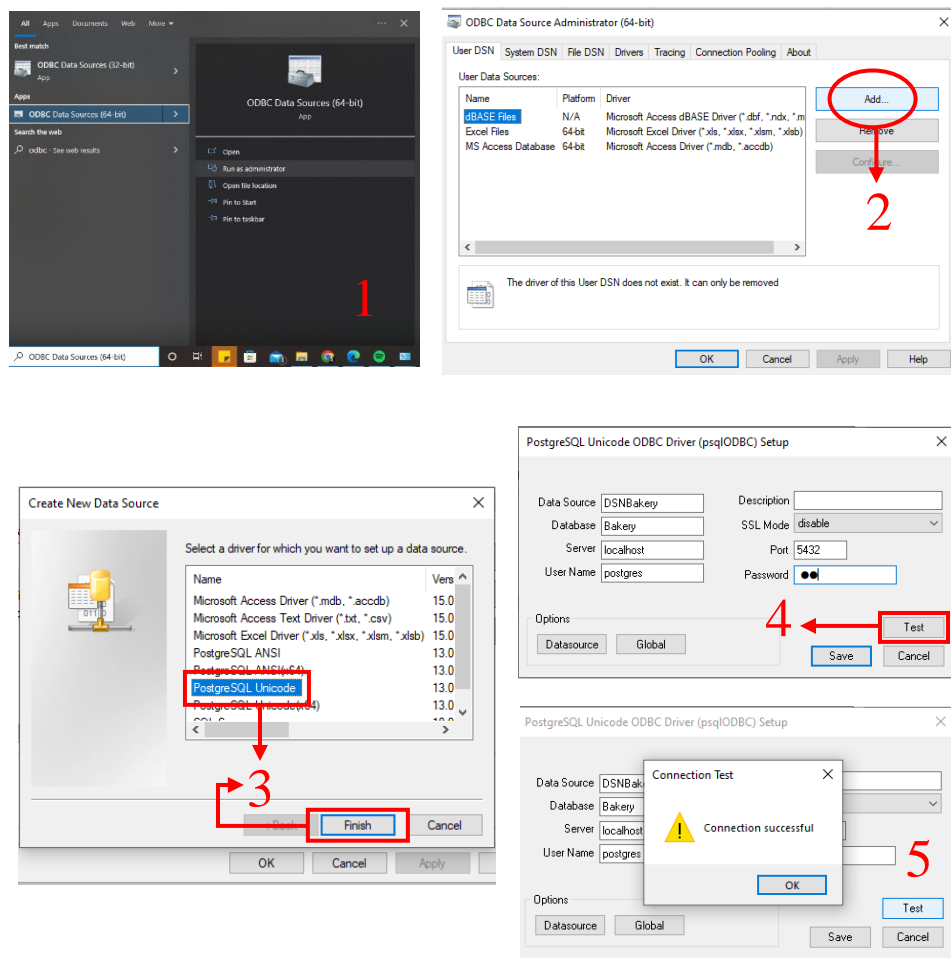 All Apps Documents Web More
Best match
ODBC Data Sources (32-bit)
App
Apps
ODBC Data Sources (64-bit)
Search the web
odbc - See web results
ODBC Data Sources (64-bit)
App
Open
Run as administrator
Open file location
Pin to Start
Pin to taskbar
1
ODBC Data Sources (64-bit)
ODBC Data Source Administrator (64-bit)
User DSN System DSN File DSN Drivers Tracing Connection Pooling About
User Data Sources:
Name Platform Driver
dBASE Files N/A Microsoft Access dBASE Driver (*.dbf, *.ndx, *.m
Excel Files 64-bit Microsoft Excel Driver (*.xls, *.xlsx, *.xlsm, *.xlsb)
MS Access Database 64-bit Microsoft Access Driver (*.mdb, *.accdb)
Add...
Remove
Configure...
2
The driver of this User DSN does not exist. It can only be removed
OK Cancel Apply Help
Create New Data Source
Select a driver for which you want to set up a data source.
Name Vers
Microsoft Access Driver (*.mdb, *.accdb) 15.0
Microsoft Access Text Driver (*.txt, *.csv) 15.0
Microsoft Excel Driver (*.xls, *.xlsx, *.xlsm, *.xlsb) 15.0
PostgreSQL ANSI 13.0
PostgreSQL ANSI(x64) 13.0
PostgreSQL Unicode 13.0
PostgreSQL Unicode(x64) 13.0
3
< Back Finish Cancel
OK Cancel Apply
PostgreSQL Unicode ODBC Driver (psqlODBC) Setup
Data Source DSNBakery Description
Database Bakery SSL Mode disable
Server localhost Port 5432
User Name postgres Password
Options
4
Test
Datasource Global
Save Cancel
PostgreSQL Unicode ODBC Driver (psqlODBC) Setup
Data Source DSNBak
Database Bakery
Server localhost
User Name postgres
Connection Test
Connection successful
OK
5
Options
Test
Datasource Global
Save Cancel